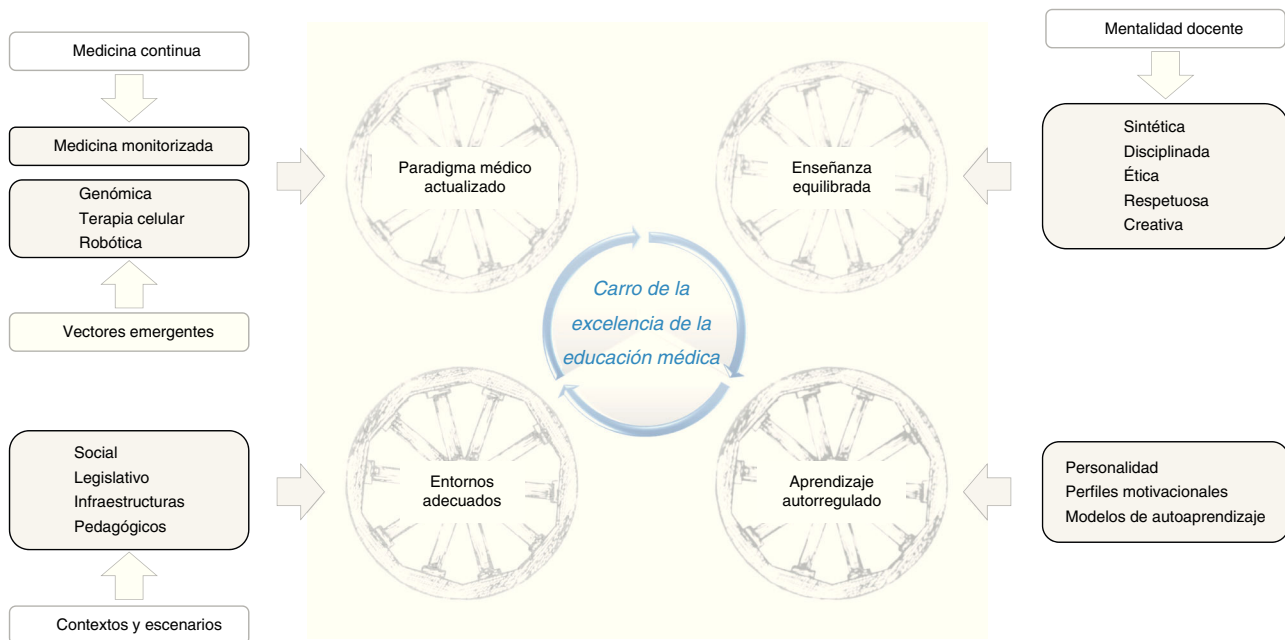 Medicina continua
Medicina monitorizada
Genómica
Terapia celular
Robótica
Vectores emergentes
Paradigma médico
actualizado
Enseñanza
equilibrada
Mentalidad docente
Sintética
Disciplinada
Ética
Respetuosa
Creativa
Carro de la
excelencia de la
educación médica
Social
Legislativo
Infraestructuras
Pedagógicos
Contextos y escenarios
Entornos
adecuados
Aprendizaje
autorregulado
Personalidad
Perfiles motivacionales
Modelos de autoaprendizaje